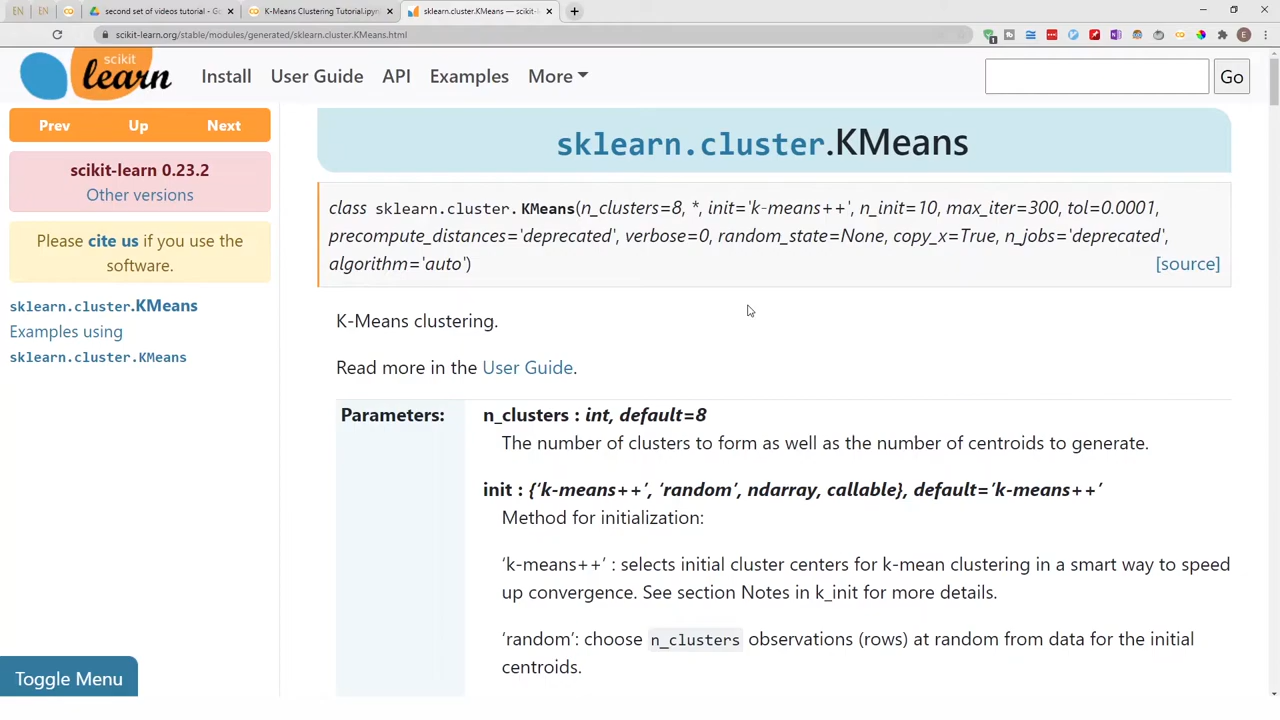 EN
EN
second set of videos tutorial - Go
K-Means Clustering Tutorial.ipyn
sklearn.cluster.KMeans — scikit-l
scikit-learn.org/stable/modules/generated/sklearn.cluster.KMeans.html
1
E
scikit
learn
Install User Guide API Examples More
Go
Prev Up Next
scikit-learn 0.23.2
Other versions
Please cite us if you use the
software.
sklearn.cluster.KMeans
Examples using
sklearn.cluster.KMeans
Toggle Menu
sklearn.cluster.KMeans
class sklearn.cluster.KMeans(n_clusters=8, *, init='k-means++', n_init=10, max_iter=300, tol=0.0001,
precompute_distances='deprecated', verbose=0, random_state=None, copy_x=True, n_jobs='deprecated',
algorithm='auto') [source]
K-Means clustering.
Read more in the User Guide.
Parameters:
n_clusters : int, default=8
The number of clusters to form as well as the number of centroids to generate.
init : {‘k-means++’, ‘random’, ndarray, callable}, default=’k-means++’
Method for initialization:
‘k-means++’ : selects initial cluster centers for k-mean clustering in a smart way to speed
up convergence. See section Notes in k_init for more details.
‘random’: choose n_clusters observations (rows) at random from data for the initial
centroids.